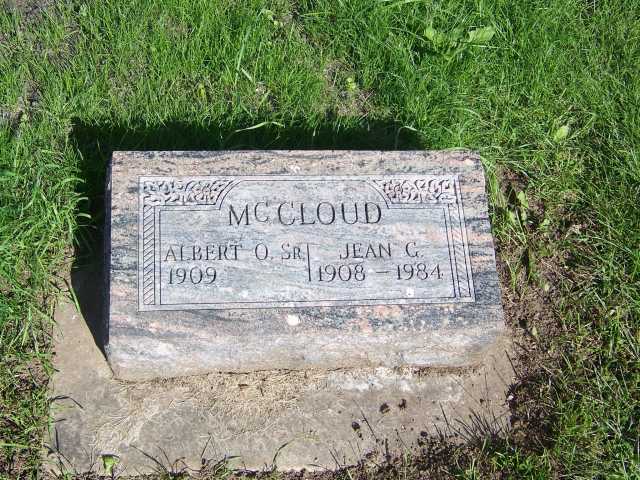 McCLOUD
ALBERT O. SR. JEAN G.
1909 1908 – 1984